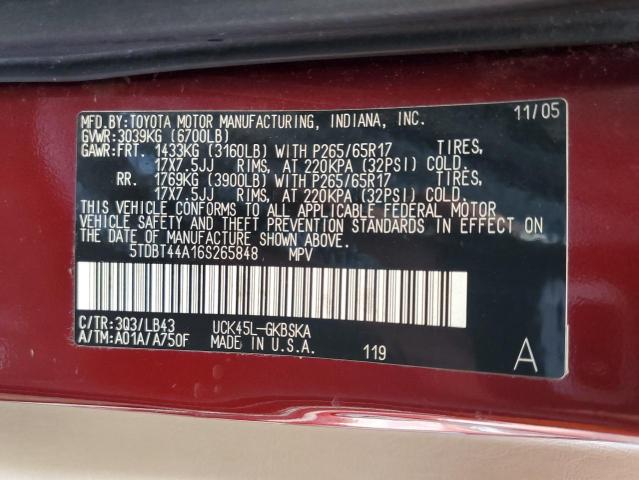 MFD.BY:TOYOTA MOTOR MANUFACTURING, INDIANA, INC. 11/05
GVWR:3039KG (6700LB)
GAWR:FRT. 1433KG (3160LB) WITH P265/65R17 TIRES,
17X7.5JJ RIMS, AT 220KPA (32PSI) COLD.
RR. 1769KG (3900LB) WITH P265/65R17 TIRES,
17X7.5JJ RIMS, AT 220KPA (32PSI) COLD.
THIS VEHICLE CONFORMS TO ALL APPLICABLE FEDERAL MOTOR
VEHICLE SAFETY AND THEFT PREVENTION STANDARDS IN EFFECT ON
THE DATE OF MANUFACTURE SHOWN ABOVE.
5TDBT44A16S265848 MPV
C/TR:3Q3/LB43 UCK45L-GKBSKA
A/TM:A01A/A750F MADE IN U.S.A. 119 A